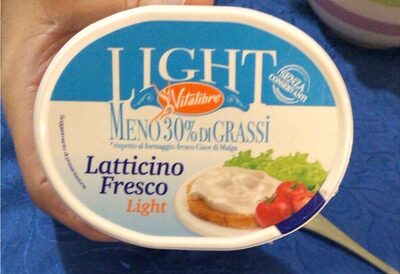 LIGHT
Vitalibre
SENZA
CONSERVANTI
MENO 30% DI GRASSI
*rispetto al formaggio fresco Cuor di Malga
Latticino
Fresco
Light